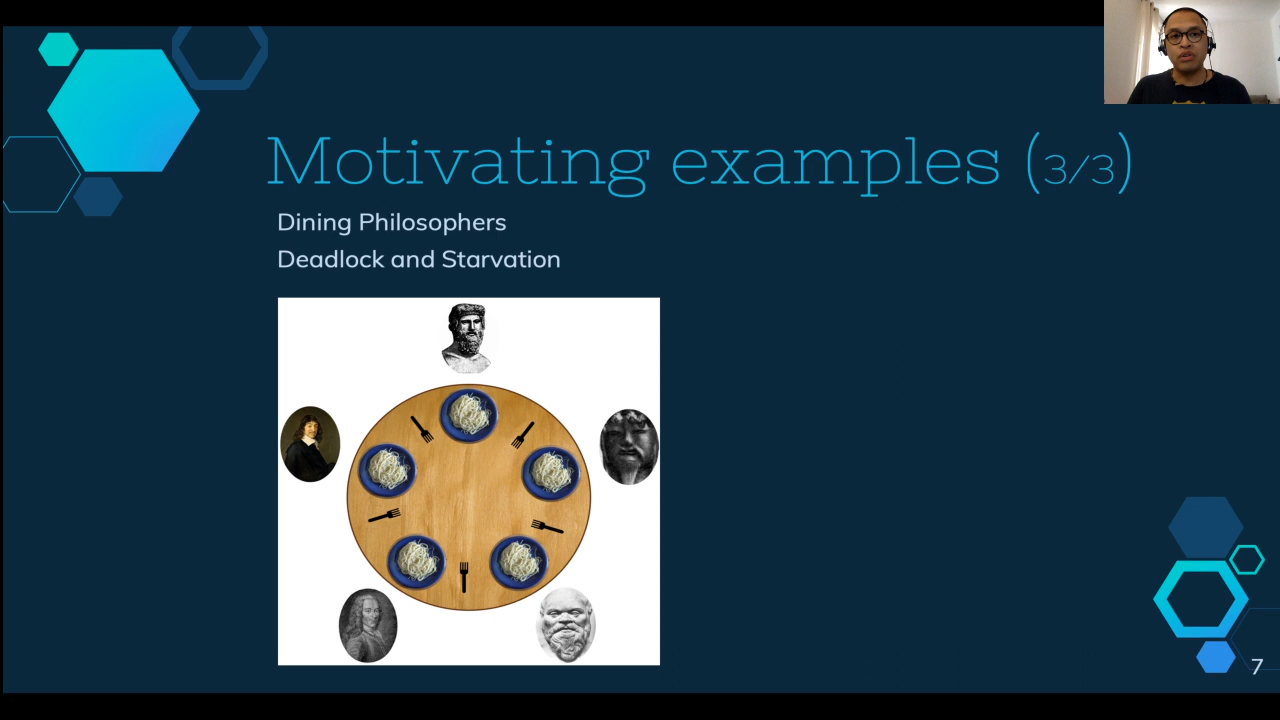 Motivating examples (3/3)
Dining Philosophers
Deadlock and Starvation
7